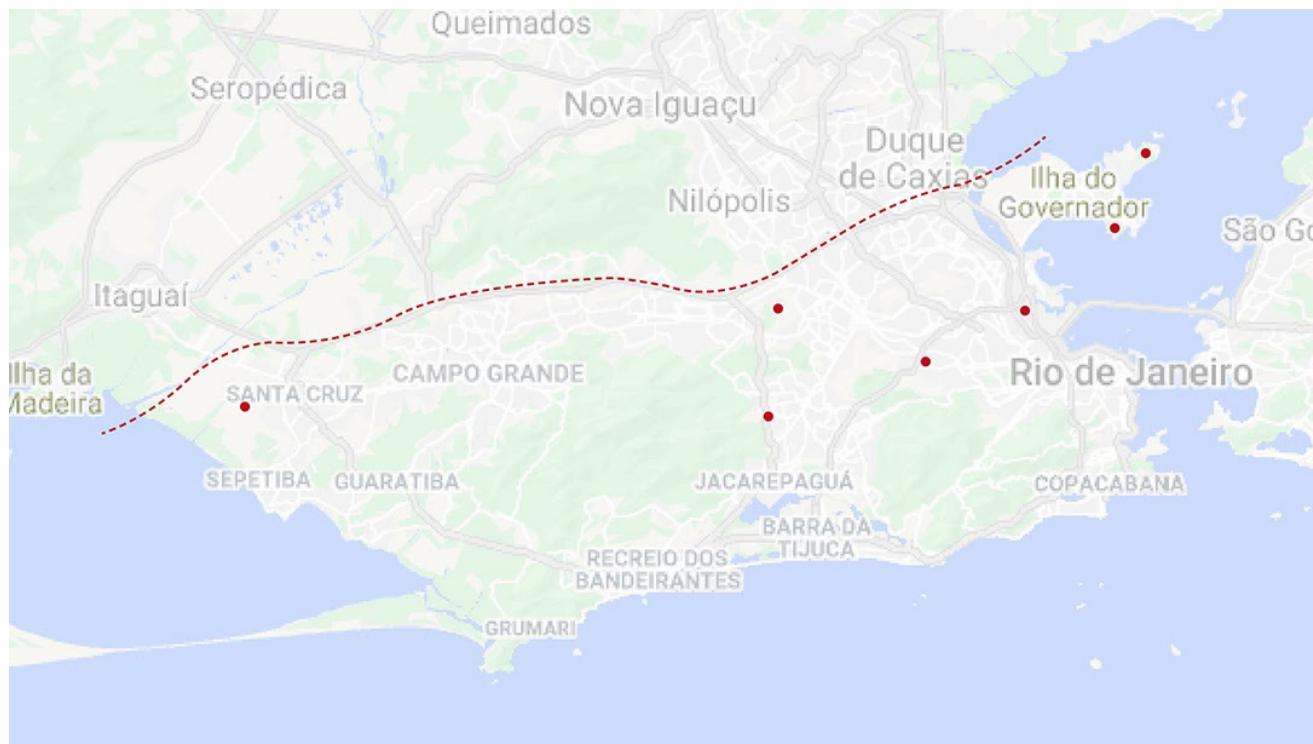 Queimados
Seropédica
Nova Iguaçu
Duque
de Caxias
Ilha do
Governador
Nilópolis
São Go
Itaguaí
Ilha da
Madeira
SANTA CRUZ
CAMPO GRANDE
Rio de Janeiro
SEPETIBA
GUARATIBA
JACAREPAGUÁ
COPACABANA
BARRA DA
TIJUCA
RECREIO DOS
BANDEIRANTES
GRUMARI